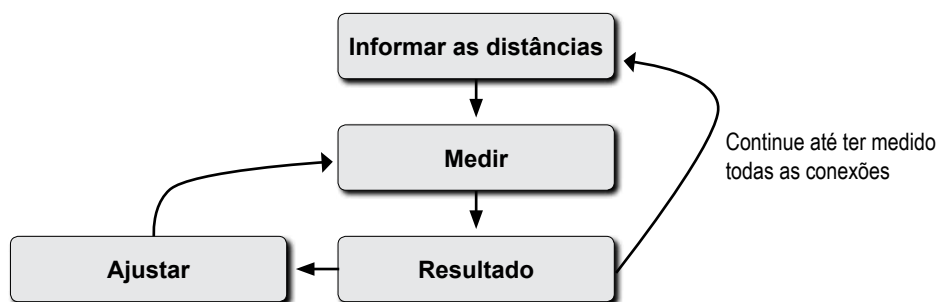 Informar as distâncias
Medir
Continue até ter medido
todas as conexões
Ajustar
Resultado